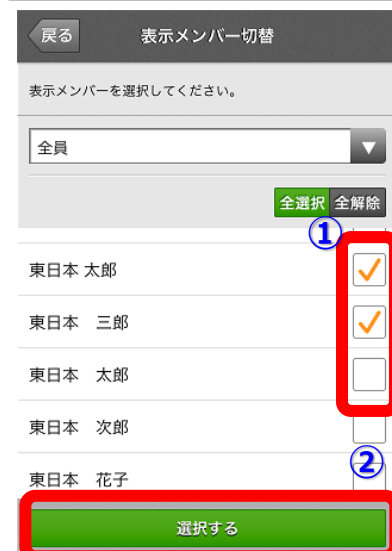 戻る 表示メンバー切替
表示メンバーを選択してください。
全員
全選択 全解除
①
東日本 太郎
東日本　三郎
東日本　太郎
東日本　次郎
②
東日本　花子
選択する